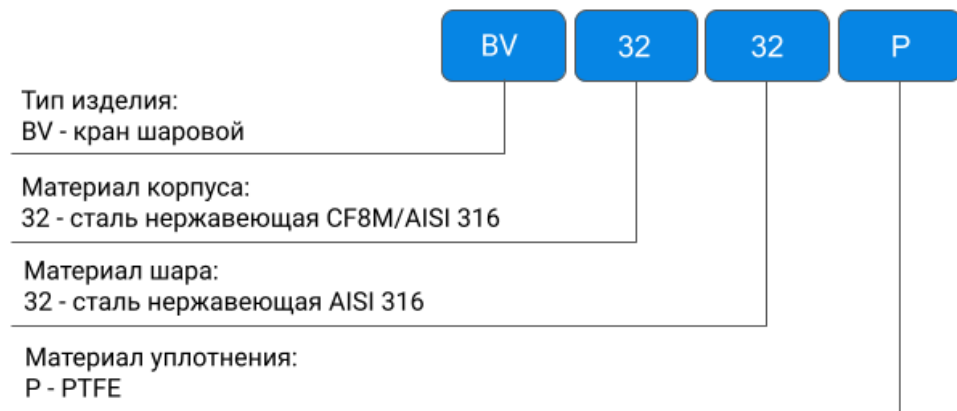 BV 32 32 P
Тип изделия:
BV - кран шаровой
Материал корпуса:
32 - сталь нержавеющая CF8M/AISI 316
Материал шара:
32 - сталь нержавеющая AISI 316
Материал уплотнения:
P - PTFE